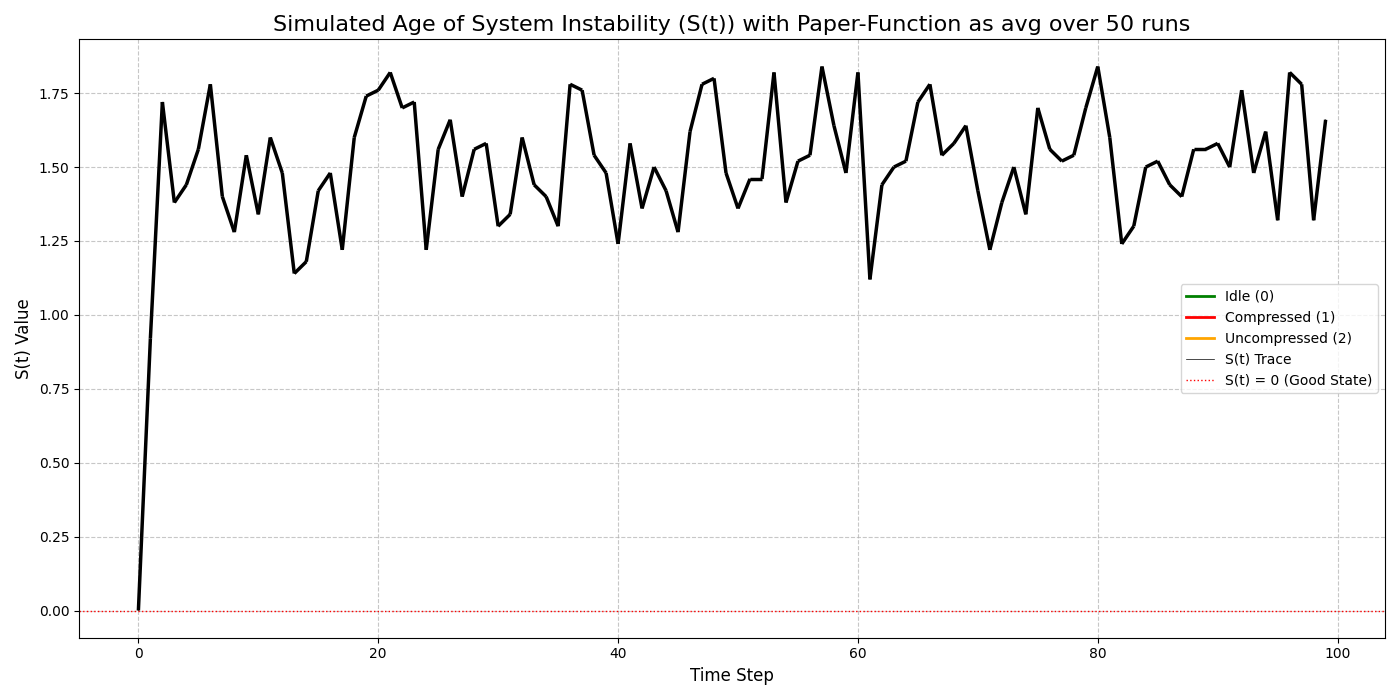 Simulated Age of System Instability (S(t)) with Paper-Function as avg over 50 runs
S(t) Value
1.75
1.50
1.25
1.00
0.75
0.50
0.25
0.00
Idle (0)
Compressed (1)
Uncompressed (2)
S(t) Trace
S(t) = 0 (Good State)
0 20 40 60 80 100
Time Step